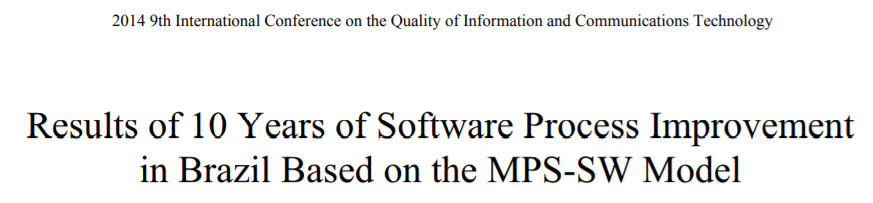 2014 9th International Conference on the Quality of Information and Communications Technology
Results of 10 Years of Software Process Improvement
in Brazil Based on the MPS-SW Model